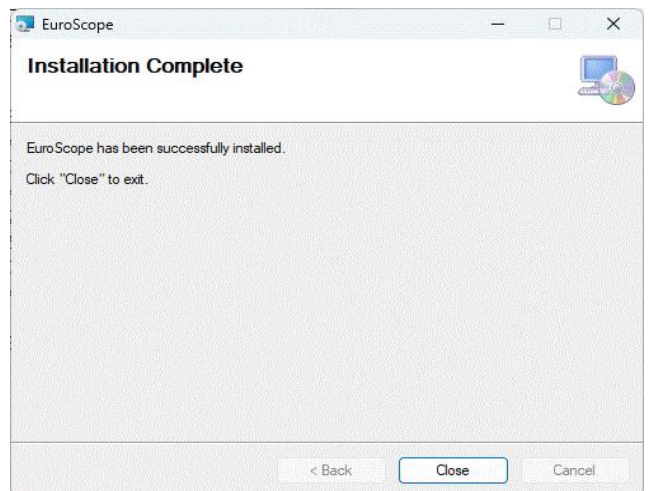 EuroScope
Installation Complete
EuroScope has been successfully installed.
Click "Close" to exit.
< Back Close Cancel